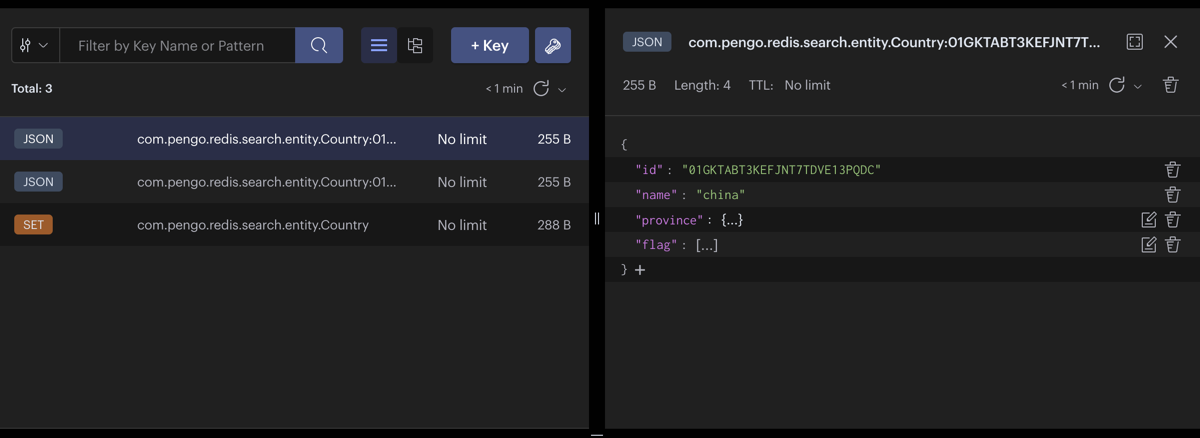 Filter by Key Name or Pattern
+ Key
Total: 3
< 1 min
JSON com.pengo.redis.search.entity.Country:01... No limit 255 B
JSON com.pengo.redis.search.entity.Country:01... No limit 255 B
SET com.pengo.redis.search.entity.Country No limit 288 B
JSON com.pengo.redis.search.entity.Country:01GKTABT3KEFJNT7T...
255 B Length: 4 TTL: No limit < 1 min
{
"id" : "01GKTABT3KEFJNT7TDVE13PQDC"
"name" : "china"
"province" : {...}
"flag" : [...]
} +